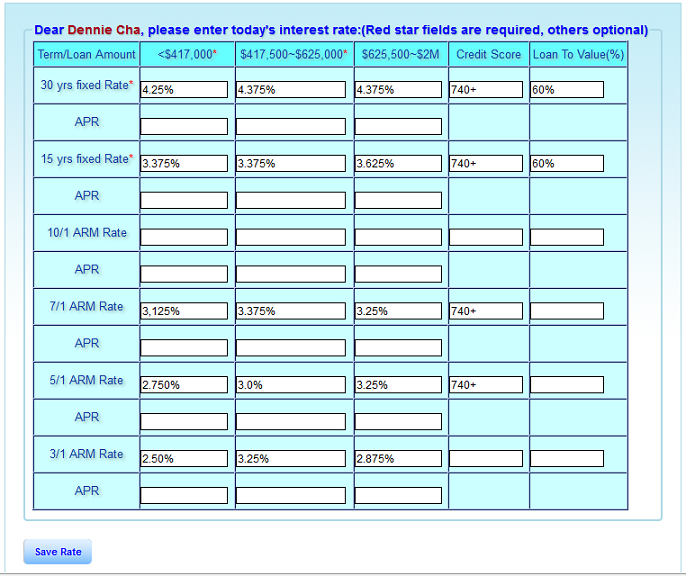 Dear Dennie Cha, please enter today's interest rate:(Red star fields are required, others optional)
Term/Loan Amount <$417,000* $417,500~$625,000* $625,500~$2M Credit Score Loan To Value(%)
30 yrs fixed Rate* 4.25% 4.375% 4.375% 740+ 60%
APR
15 yrs fixed Rate* 3.375% 3.375% 3.625% 740+ 60%
APR
10/1 ARM Rate
APR
7/1 ARM Rate 3,125% 3.375% 3.25% 740+
APR
5/1 ARM Rate 2.750% 3.0% 3.25% 740+
APR
3/1 ARM Rate 2.50% 3.25% 2.875%
APR
Save Rate